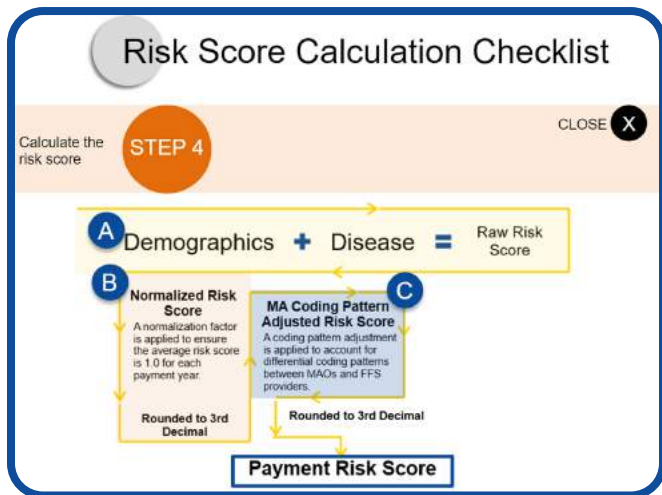 Risk Score Calculation Checklist
CLOSE X
Calculate the
risk score
STEP 4
A
Demographics + Disease = Raw Risk
Score
B
Normalized Risk
Score
A normalization factor
is applied to ensure
the average risk score
is 1.0 for each
payment year.
Rounded to 3rd
Decimal
C
MA Coding Pattern
Adjusted Risk Score
A coding pattern adjustment
is applied to account for
differential coding patterns
between MAOs and FFS
providers.
Rounded to 3rd Decimal
Payment Risk Score